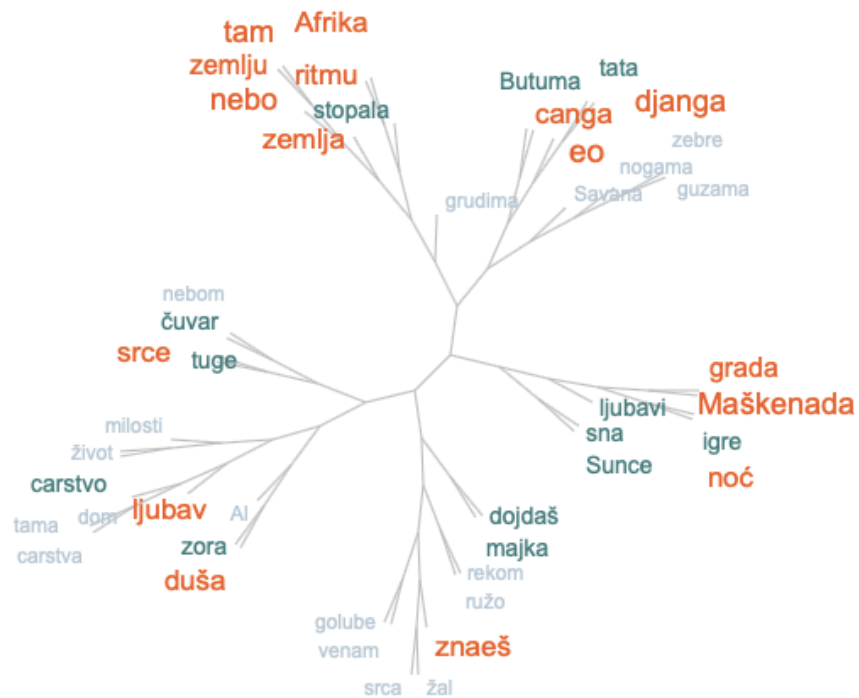 tam
Afrika
zemlju
ritmu
nebo
stopala
zemlja
grudima
Butuma
tata
canga
djanga
eo
zebre
nogama
Savana
guzama
nebom
čuvar
srce
tuge
grada
Maškenada
ljubavi
igre
sna
Sunce
noć
milosti
život
carstvo
ljubav
tama
dom
Al
carstva
zora
duša
dojdaš
majka
rekom
ružo
golube
venam
znaeš
srca
žal